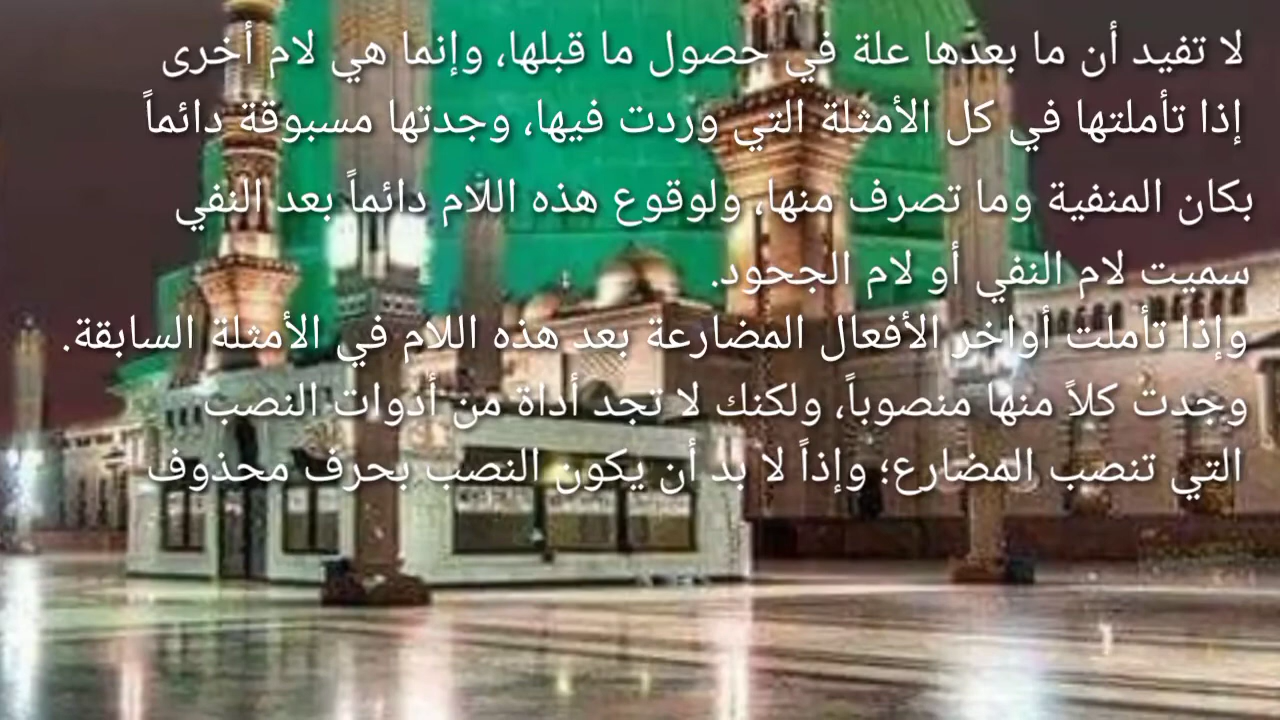 لا تفيد أن ما بعدها علة في حصول ما قبلها، وإنما هي لام أخرى
إذا تأملتها في كل الأمثلة التي وردت فيها، وجدتها مسبوقة دائماً
بكان المنفية وما تصرف منها، ولوقوع هذه اللام دائماً بعد النفي
سميت لام النفي أو لام الجحود.
وإذا تأملت أواخر الأفعال المضارعة بعد هذه اللام في الأمثلة السابقة.
وجدت كلاً منها منصوباً، ولكنك لا تجد أداة من أدوات النصب
التي تنصب المضارع؛ وإذاً لا بد أن يكون النصب بحرف محذوف